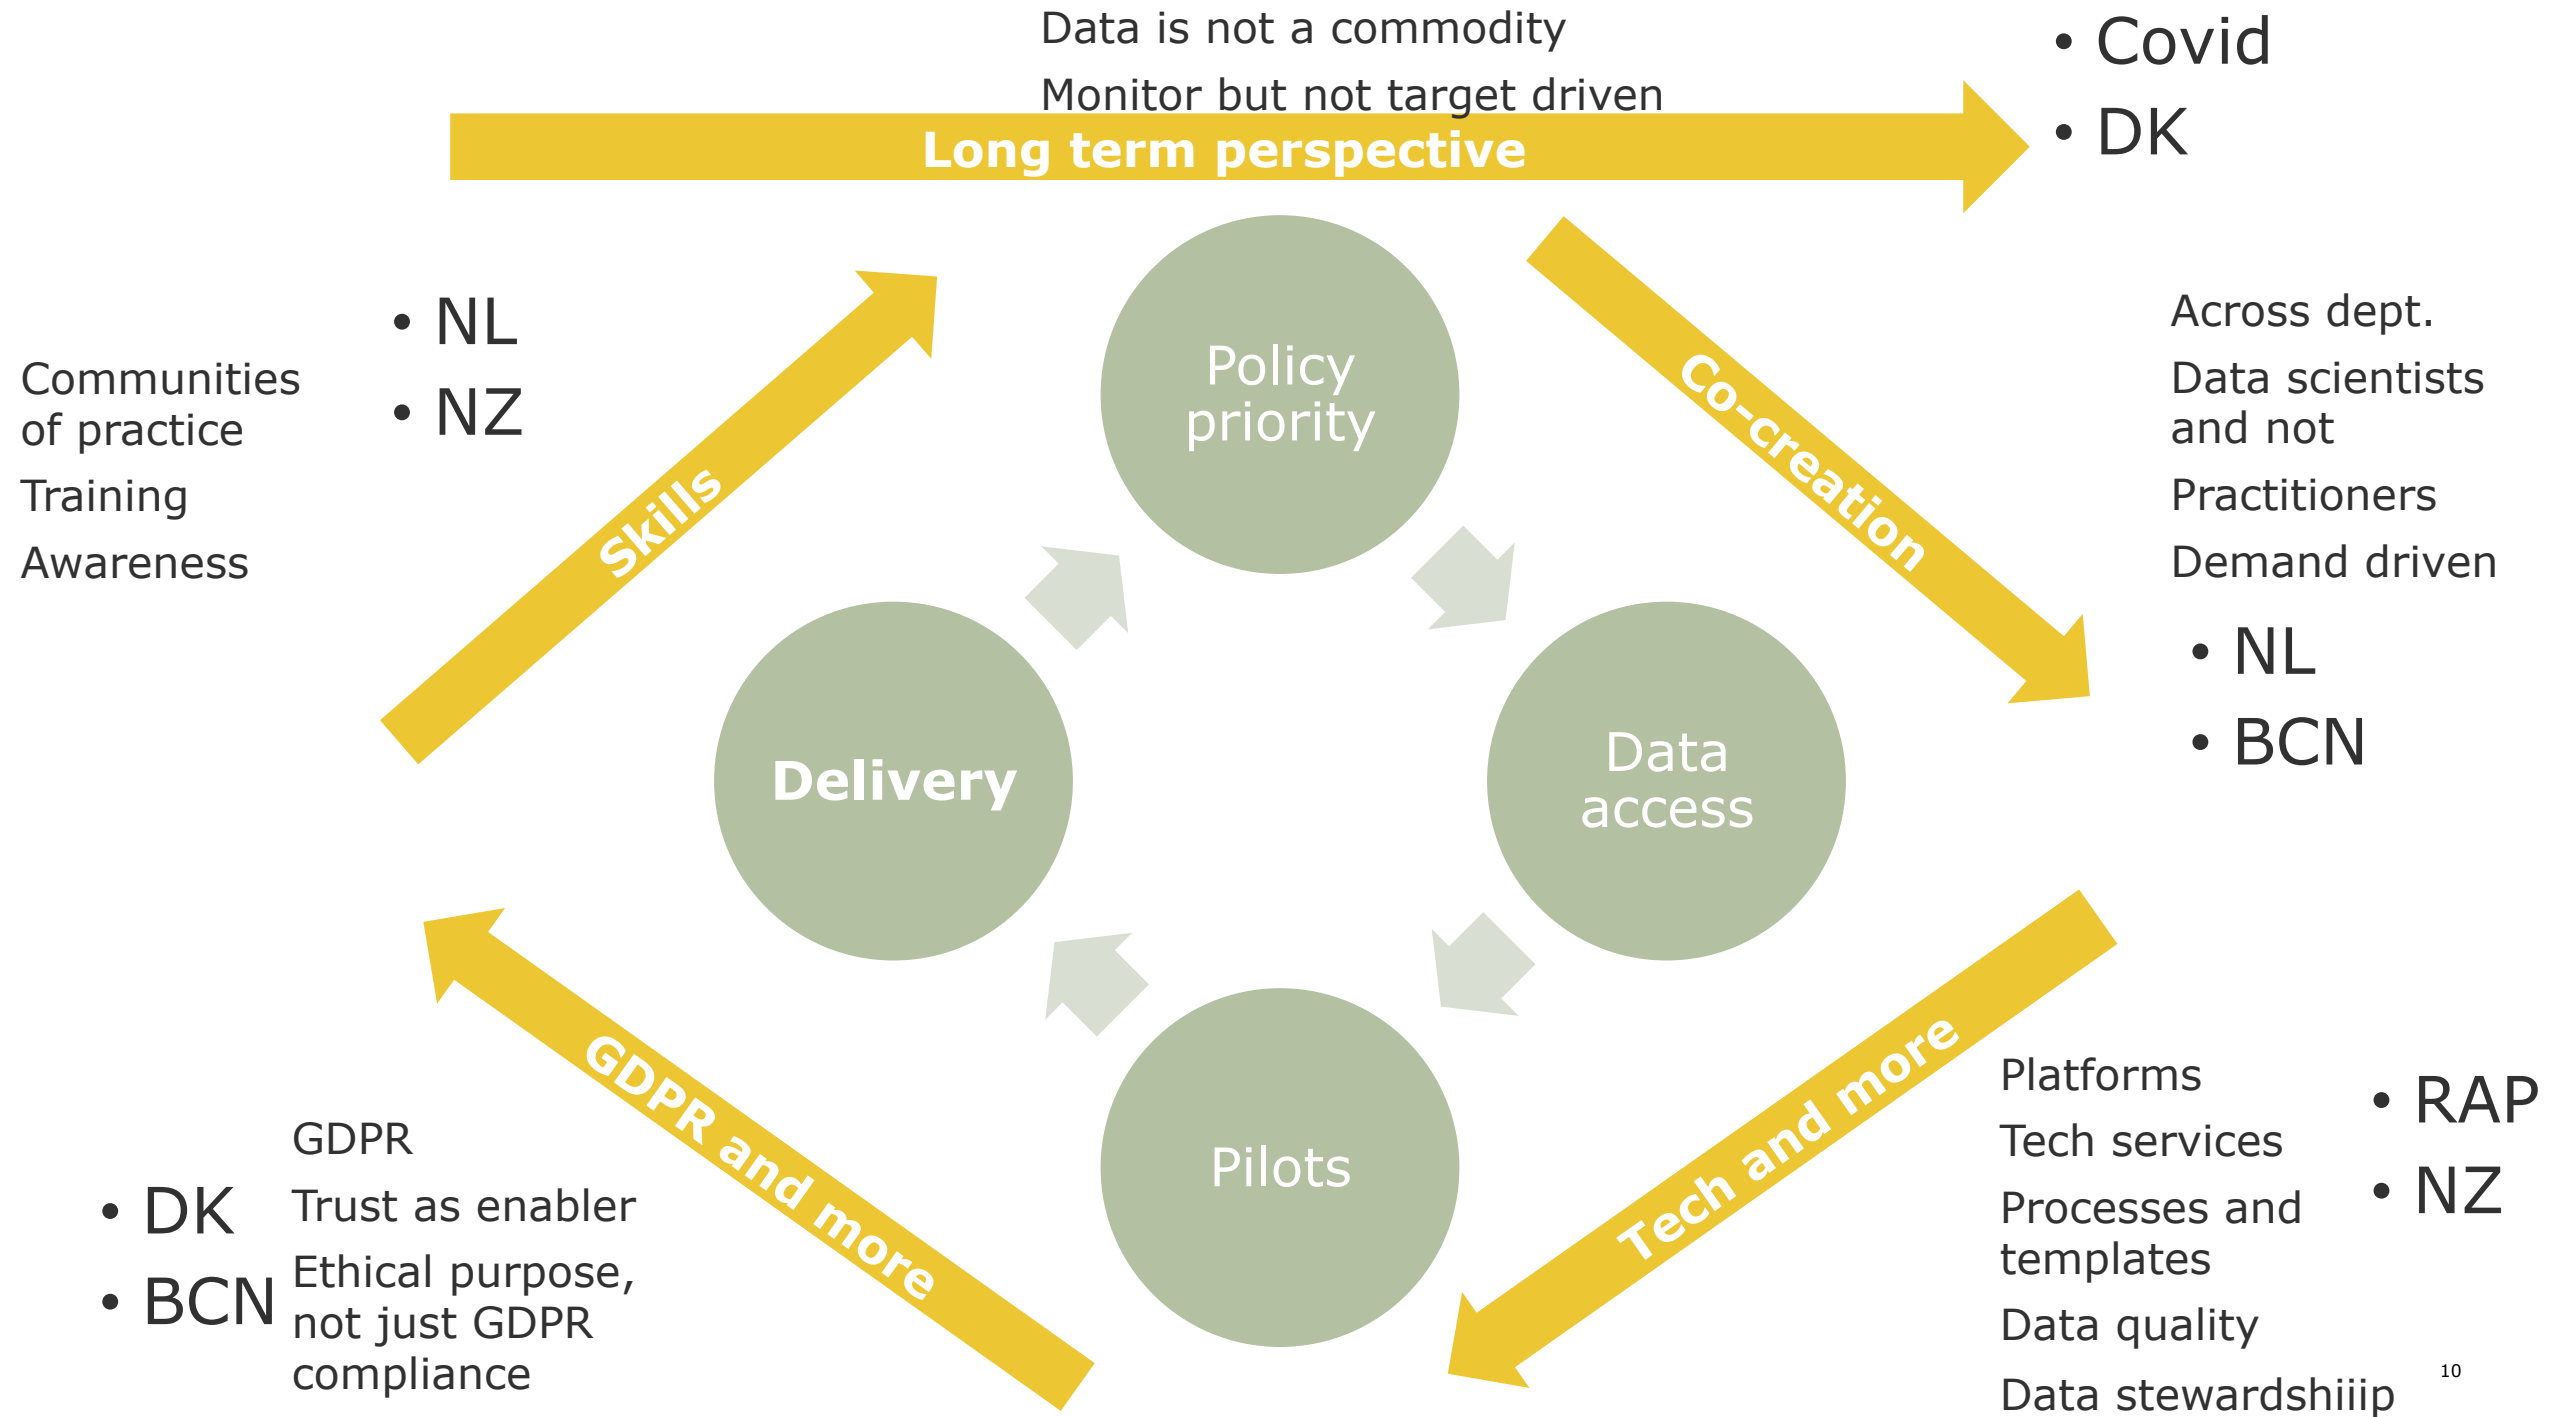 Data is not a commodity
Monitor but not target driven
Long term perspective
• Covid
• DK
Communities
of practice
Training
Awareness
• NL
• NZ
Skills
Policy
priority
Co-creation
Across dept.
Data scientists
and not
Practitioners
Demand driven
• NL
• BCN
Delivery
Data
access
Pilots
GDPR and more
• DK
• BCN
GDPR
Trust as enabler
Ethical purpose,
not just GDPR
compliance
Tech and more
Platforms
Tech services
Processes and
templates
Data quality
Data stewardshiiip
• RAP
• NZ
10